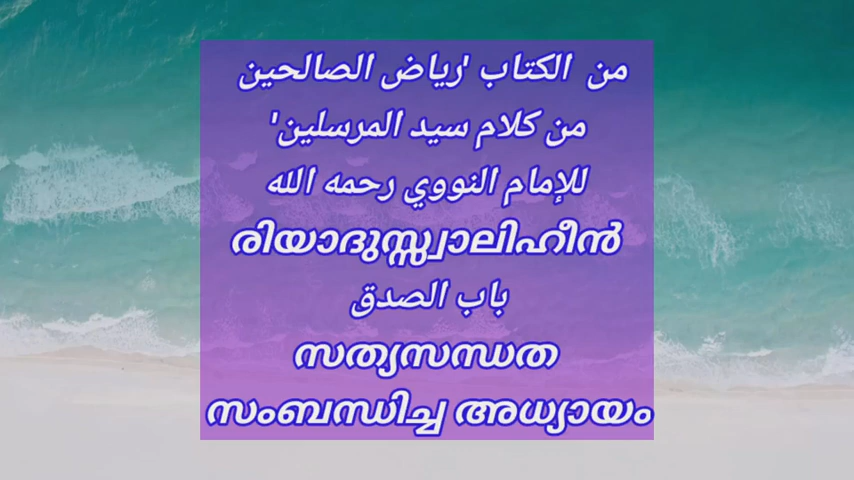 من الكتاب 'رياض الصالحين
من كلام سيد المرسلين'
للإمام النووي رحمه الله
രിയാദുസ്സ്വാലിഹീൻ
باب الصدق
സത്യസന്ധത
സംബന്ധിച്ച അധ്യായം